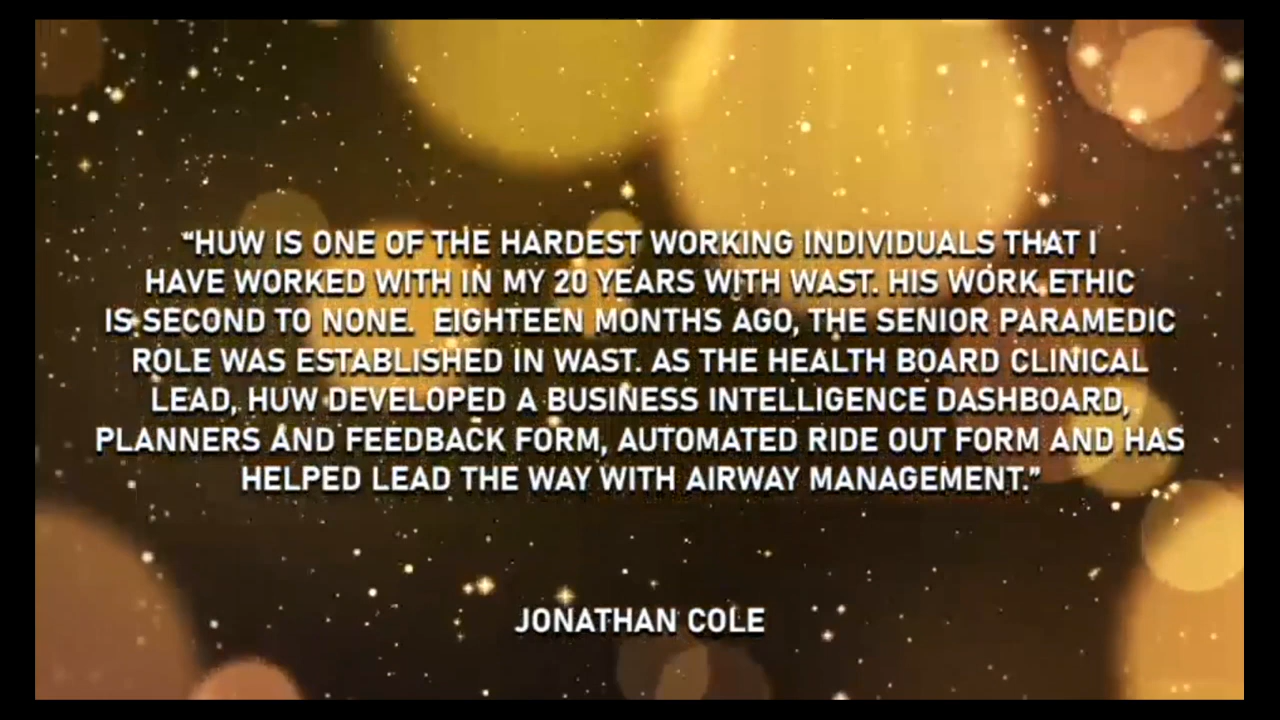 “HUW IS ONE OF THE HARDEST WORKING INDIVIDUALS THAT I
HAVE WORKED WITH IN MY 20 YEARS WITH WAST. HIS WORK ETHIC
IS SECOND TO NONE.  EIGHTEEN MONTHS AGO, THE SENIOR PARAMEDIC
ROLE WAS ESTABLISHED IN WAST. AS THE HEALTH BOARD CLINICAL
LEAD, HUW DEVELOPED A BUSINESS INTELLIGENCE DASHBOARD,
PLANNERS AND FEEDBACK FORM, AUTOMATED RIDE OUT FORM AND HAS
HELPED LEAD THE WAY WITH AIRWAY MANAGEMENT.”
JONATHAN COLE